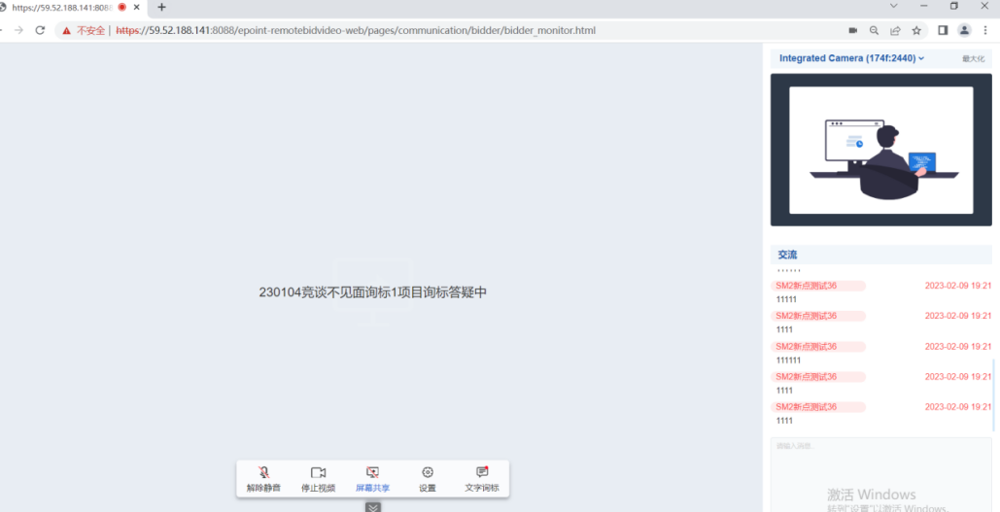 https://59.52.188.141:8088
不安全 | https://59.52.188.141:8088/epoint-remotebidvideo-web/pages/communication/bidder/bidder_monitor.html
Integrated Camera (174f:2440)
最大化
230104竞谈不见面询标1项目询标答疑中
交流
SM2新点测试36 2023-02-09 19 21
11111
SM2新点测试36 2023-02-09 19 21
1111
SM2新点测试36 2023-02-09 19 21
111111
SM2新点测试36 2023-02-09 19 21
1111
SM2新点测试36 2023-02-09 19 21
1111
请输入消息
解除静音 停止视频 屏幕共享 设置 文字词标
激活 Windows
转到"设置"以激活 Windows。